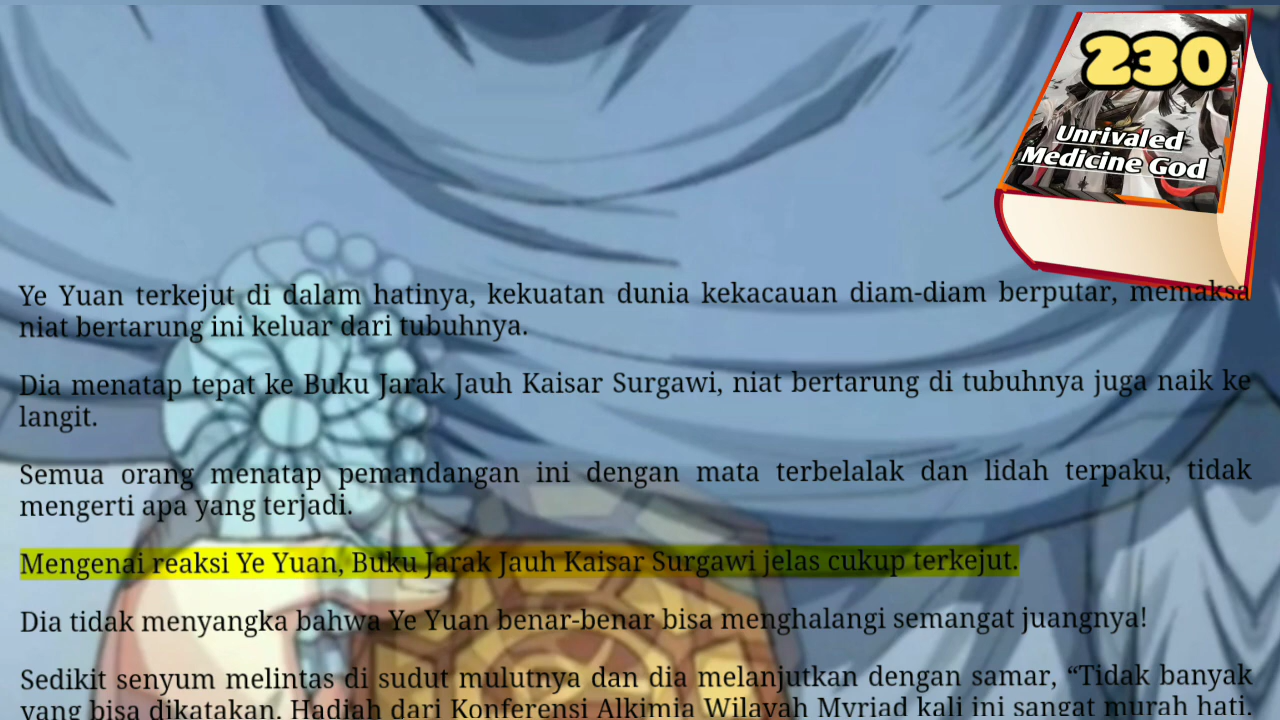 230
Unrivaled
Medicine God
Ye Yuan terkejut di dalam hatinya, kekuatan dunia kekacauan diam-diam berputar, memaksa
niat bertarung ini keluar dari tubuhnya.
Dia menatap tepat ke Buku Jarak Jauh Kaisar Surgawi, niat bertarung di tubuhnya juga naik ke
langit.
Semua orang menatap pemandangan ini dengan mata terbelalak dan lidah terpaku, tidak
mengerti apa yang terjadi.
Mengenai reaksi Ye Yuan, Buku Jarak Jauh Kaisar Surgawi jelas cukup terkejut.
Dia tidak menyangka bahwa Ye Yuan benar-benar bisa menghalangi semangat juangnya!
Sedikit senyum melintas di sudut mulutnya dan dia melanjutkan dengan samar, “Tidak banyak
yang bisa dikatakan. Hadiah dari Konferensi Alkimia Wilayah Myriad kali ini sangat murah hati.